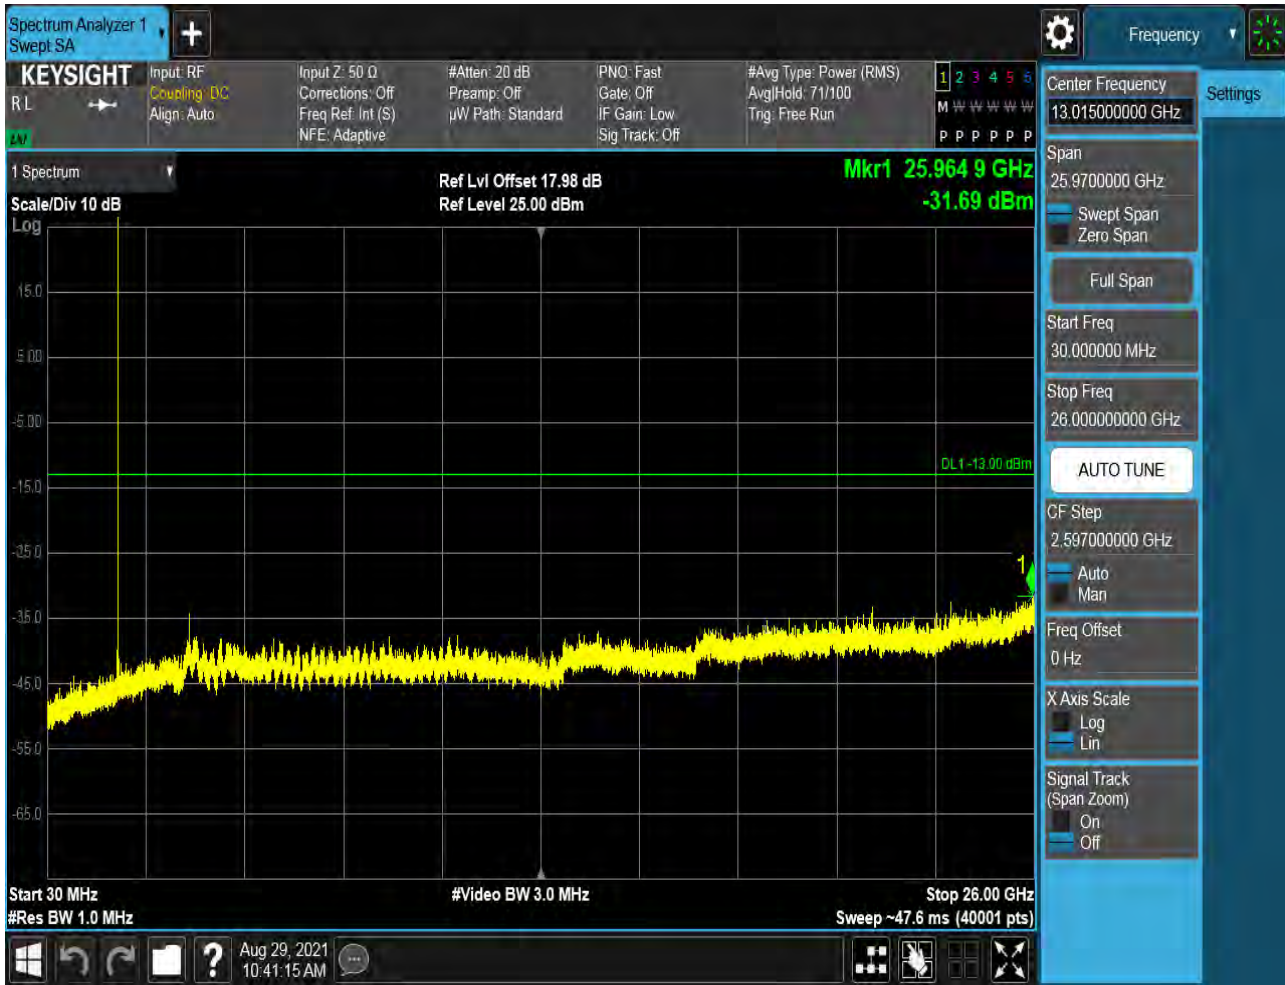 Spectrum Analyzer 1
Swept SA
+
Frequency
KEYSIGHT
R L
LNI
Input: RF
Coupling: DC
Align: Auto
Input Z: 50 Ω
Corrections: Off
Freq Ref: Int (S)
NFE: Adaptive
#Atten: 20 dB
Preamp: Off
µW Path: Standard
PNO: Fast
Gate: Off
IF Gain: Low
Sig Track: Off
#Avg Type: Power (RMS)
Avg|Hold: 71/100
Trig: Free Run
1 2 3 4 5 6
M W W W W W
P P P P P P
1 Spectrum
Scale/Div 10 dB
Log
Ref Lvl Offset 17.98 dB
Ref Level 25.00 dBm
Mkr1 25.964 9 GHz
-31.69 dBm
15.0
5.00
-5.00
-15.0
-25.0
-35.0
-45.0
-55.0
-65.0
DL1 -13.00 dBm
1
Start 30 MHz
#Res BW 1.0 MHz
#Video BW 3.0 MHz
Stop 26.00 GHz
Sweep ~47.6 ms (40001 pts)
?
Aug 29, 2021
10:41:15 AM
Center Frequency
13.015000000 GHz
Settings
Span
25.9700000 GHz
Swept Span
Zero Span
Full Span
Start Freq
30.000000 MHz
Stop Freq
26.000000000 GHz
AUTO TUNE
CF Step
2.597000000 GHz
Auto
Man
Freq Offset
0 Hz
X Axis Scale
Log
Lin
Signal Track
(Span Zoom)
On
Off